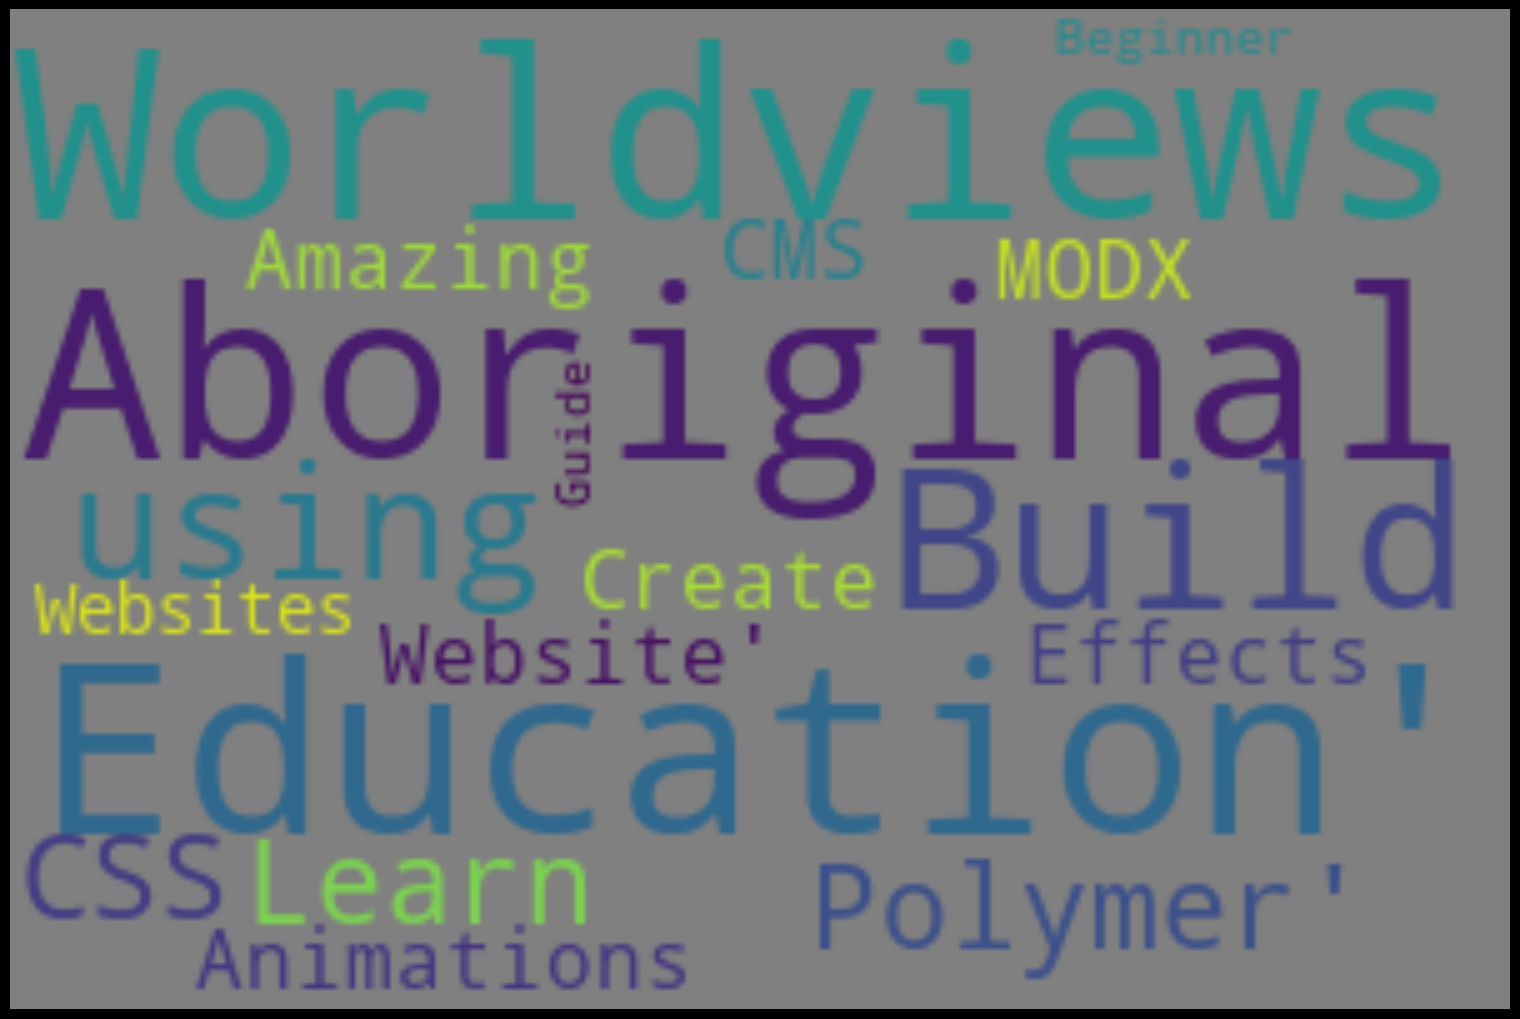 Beginner
Worldviews
Amazing CMS MODX
Aboriginal
Guide
using Build
Websites Create
Website' Effects
Education'
CSS Learn Polymer'
Animations